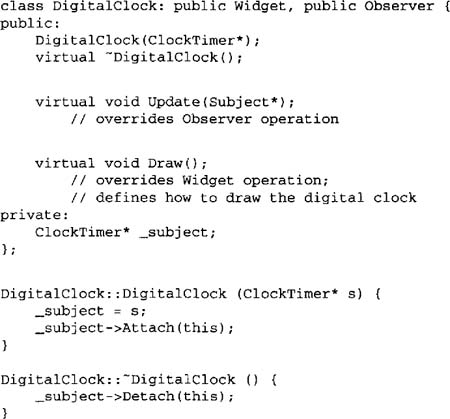 class DigitalClock: public Widget, public Observer {
public:
    DigitalClock(ClockTimer*);
    virtual ~DigitalClock();

    virtual void Update(Subject*);
        // overrides Observer operation

    virtual void Draw();
        // overrides Widget operation;
        // defines how to draw the digital clock
private:
    ClockTimer* _subject;
};

DigitalClock::DigitalClock (ClockTimer* s) {
    _subject = s;
    _subject->Attach(this);
}

DigitalClock::~DigitalClock () {
    _subject->Detach(this);
}